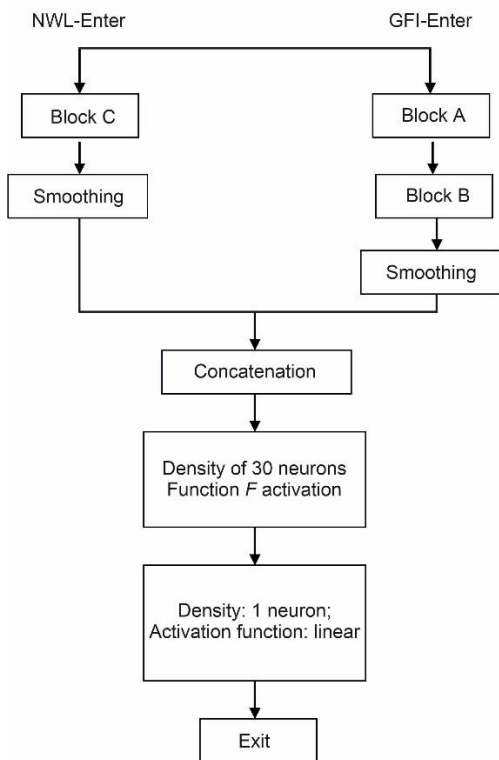 NWL-Enter
GFI-Enter
Block C
Block A
Smoothing
Block B
Smoothing
Concatenation
Density of 30 neurons
Function F activation
Density: 1 neuron;
Activation function: linear
Exit